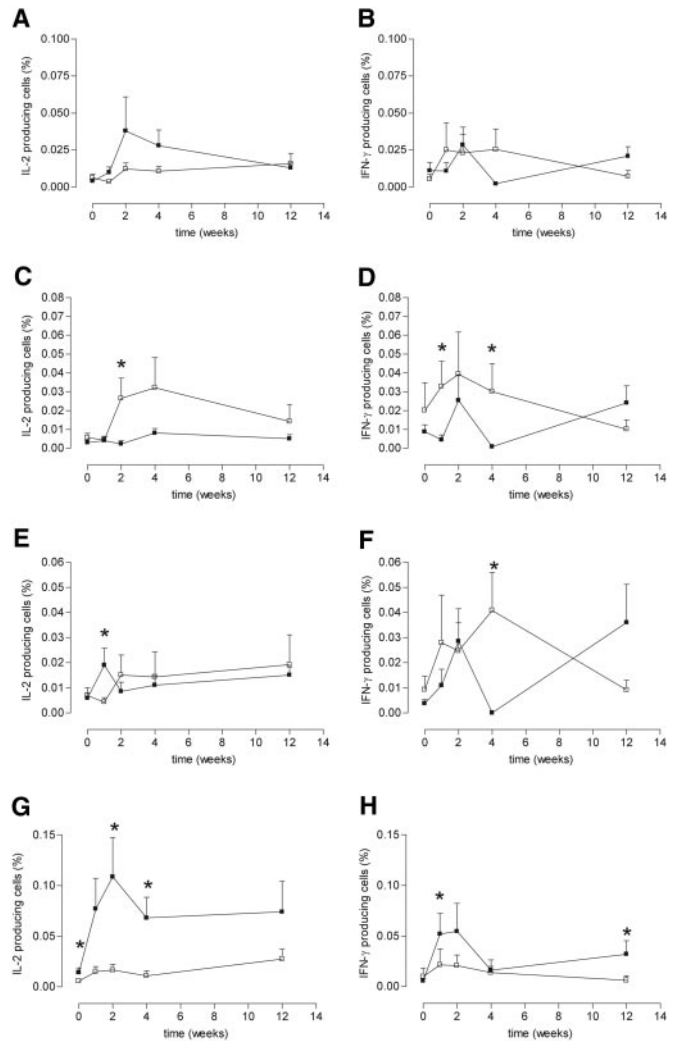 A
IL-2 producing cells (%)
0.100
0.075
0.050
0.025
0.000
0 2 4 6 8 10 12 14
time (weeks)
B
IFN-γ producing cells (%)
0.100
0.075
0.050
0.025
0.000
0 2 4 6 8 10 12 14
time (weeks)
C
IL-2 producing cells (%)
0.08
0.07
0.06
0.05
0.04
0.03
0.02
0.01
0.00
*
0 2 4 6 8 10 12 14
time (weeks)
D
IFN-γ producing cells (%)
0.08
0.07
0.06
0.05
0.04
0.03
0.02
0.01
0.00
* *
0 2 4 6 8 10 12 14
time (weeks)
E
IL-2 producing cells (%)
0.06
0.05
0.04
0.03
0.02
0.01
0.00
*
0 2 4 6 8 10 12 14
time (weeks)
F
IFN-γ producing cells (%)
0.06
0.05
0.04
0.03
0.02
0.01
0.00
*
0 2 4 6 8 10 12 14
time (weeks)
G
IL-2 producing cells (%)
0.15
0.10
0.05
0.00
* * *
0 2 4 6 8 10 12 14
time (weeks)
H
IFN-γ producing cells (%)
0.15
0.10
0.05
0.00
* *
0 2 4 6 8 10 12 14
time (weeks)